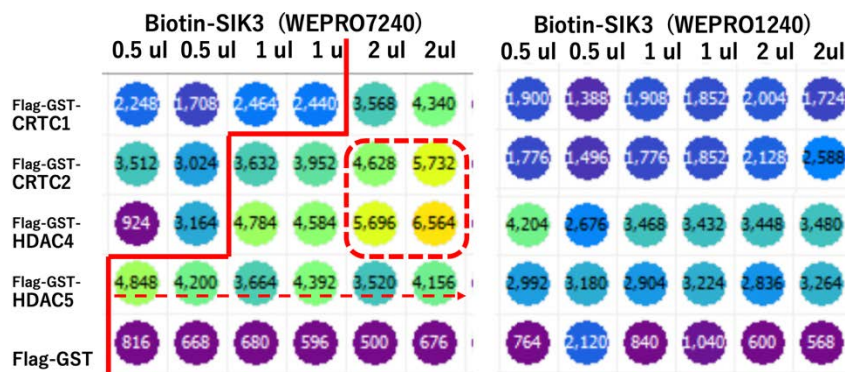 Biotin-SIK3 (WEPRO7240) Biotin-SIK3 (WEPRO1240)
0.5 ul 0.5 ul 1 ul 1 ul 2 ul 2ul 0.5 ul 0.5 ul 1 ul 1 ul 2 ul 2ul
Flag-GST-
CRTC1
2,248 1,708 2,464 2,440 3,568 4,340 1,900 1,388 1,908 1,852 2,004 1,724
Flag-GST-
CRTC2
3,512 3,024 3,632 3,952 4,628 5,732 1,776 1,496 1,776 1,852 2,128 2,588
Flag-GST-
HDAC4
924 3,164 4,784 4,584 5,696 6,564 4,204 2,676 3,468 3,432 3,448 3,480
Flag-GST-
HDAC5
4,848 4,200 3,664 4,392 3,520 4,156 2,992 3,180 2,904 3,224 2,836 3,264
Flag-GST
816 668 680 596 500 676 764 2,120 840 1,040 600 568